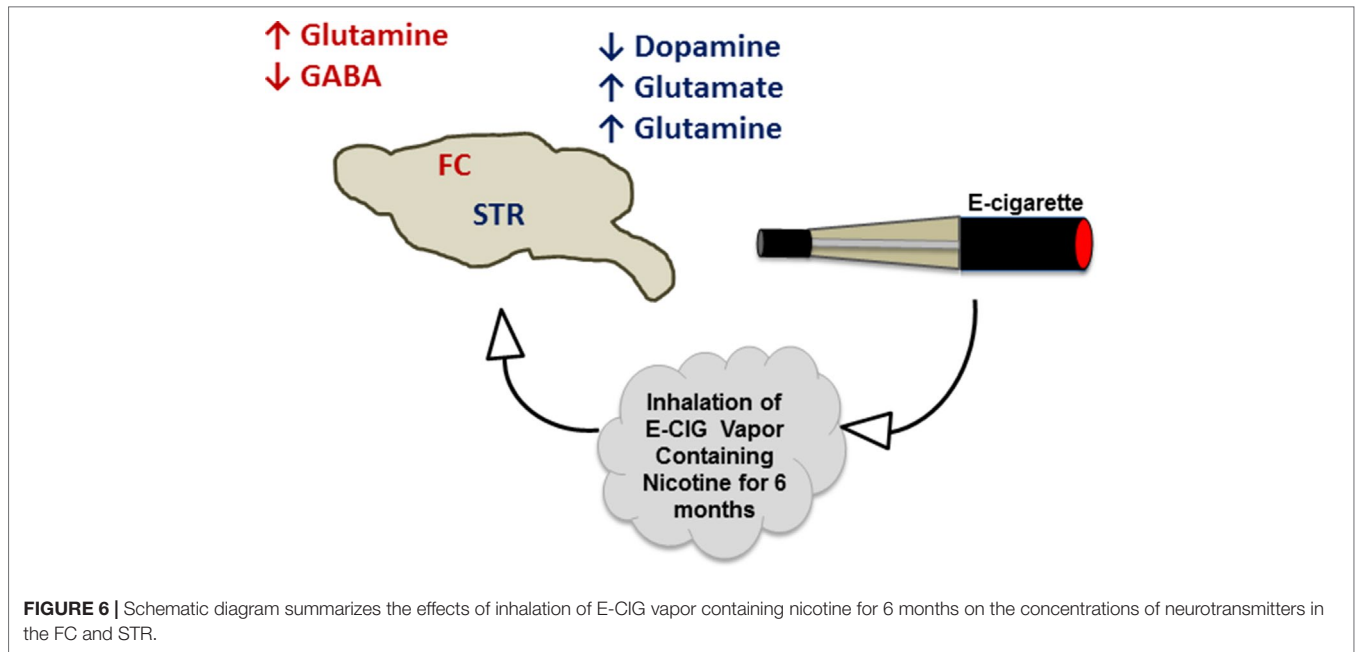 ↑ Glutamine
↓ GABA
↓ Dopamine
↑ Glutamate
↑ Glutamine
FC
STR
E-cigarette
Inhalation of
E-CIG Vapor
Containing
Nicotine for 6
months
FIGURE 6 | Schematic diagram summarizes the effects of inhalation of E-CIG vapor containing nicotine for 6 months on the concentrations of neurotransmitters in
the FC and STR.